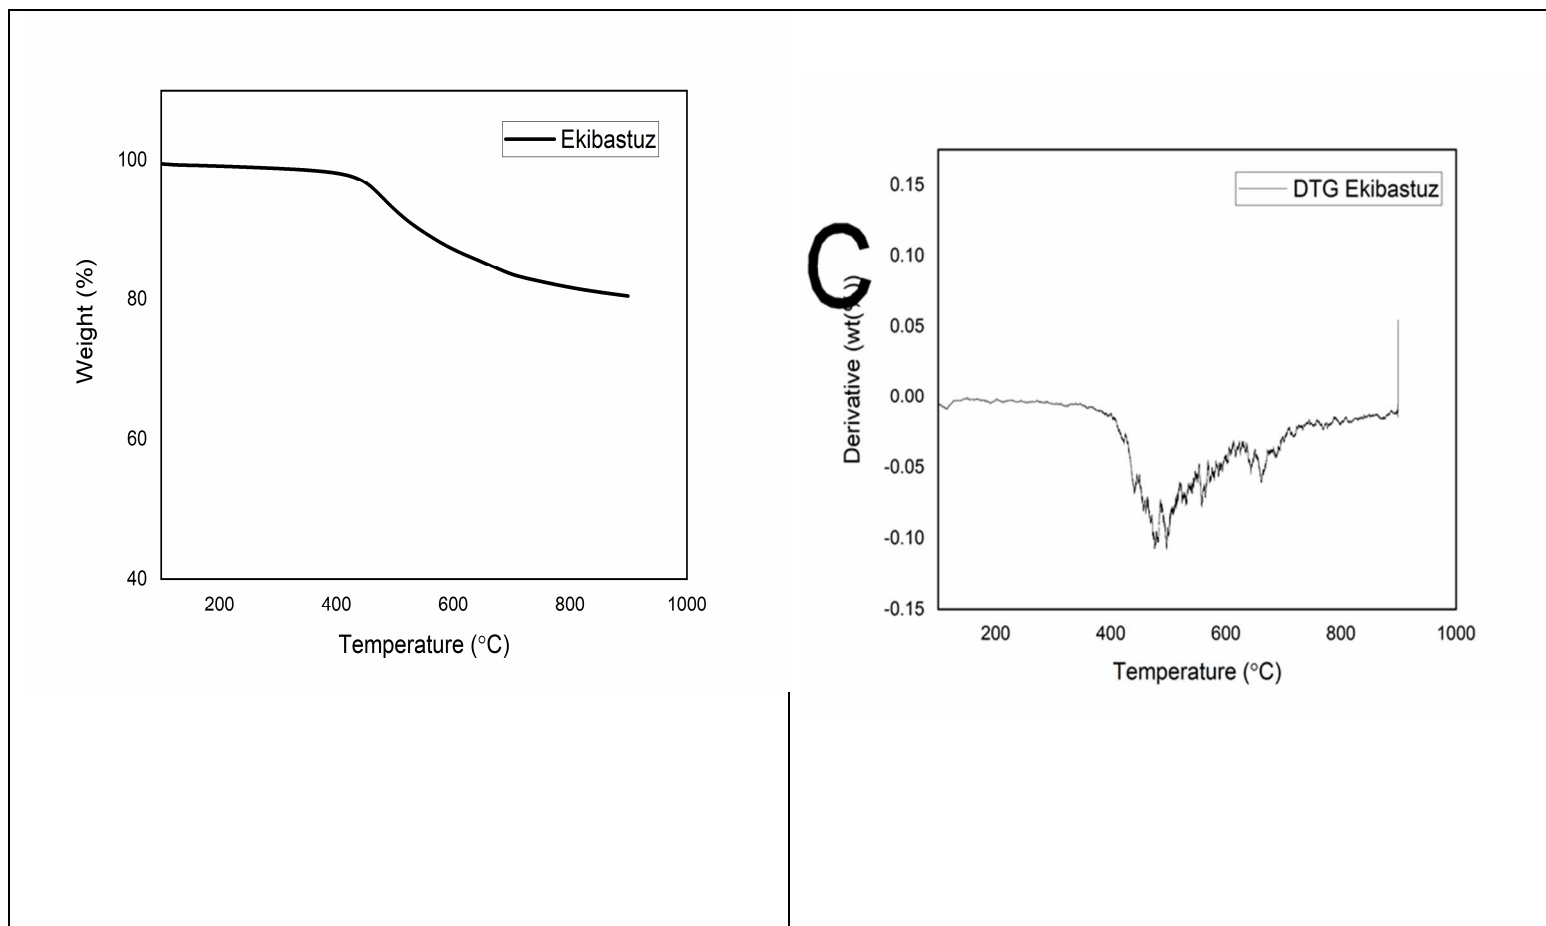 Ekibastuz
100
80
60
40
Weight (%)
200 400 600 800 1000
Temperature (°C)
C
DTG Ekibastuz
0.15
0.10
0.05
0.00
-0.05
-0.10
-0.15
Derivative (wt(
200 400 600 800 1000
Temperature (°C)